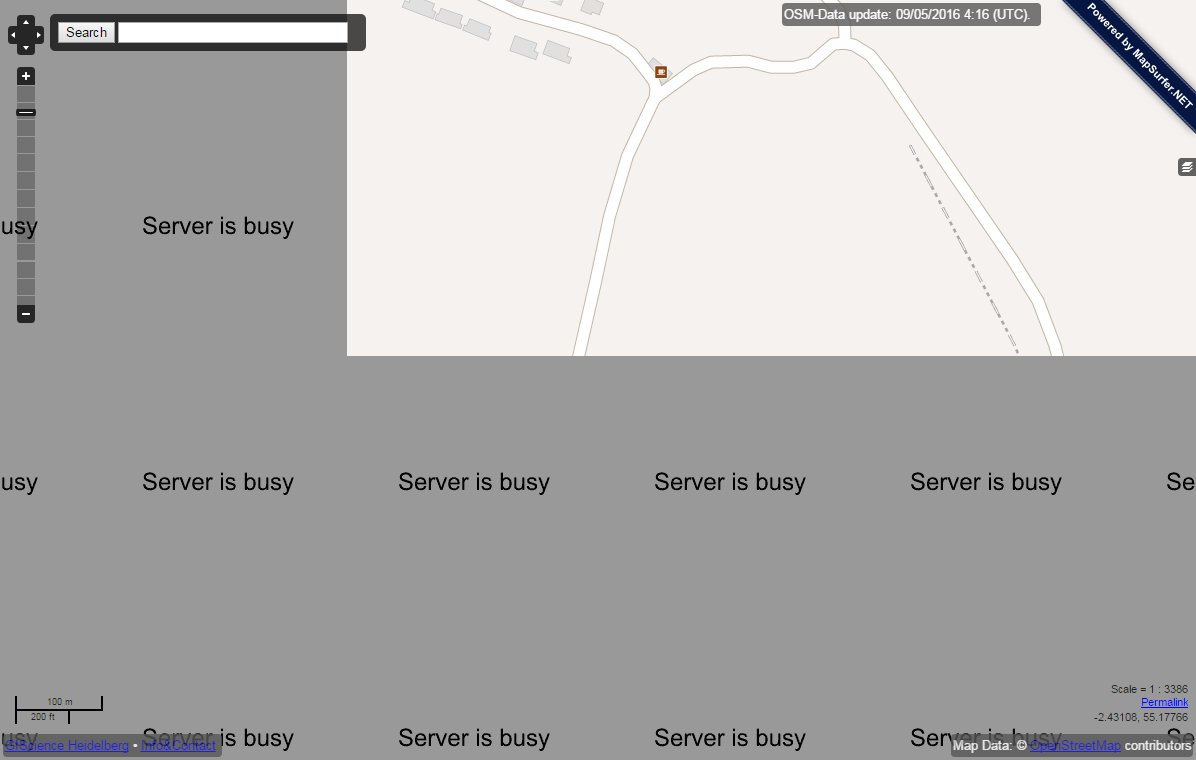 Search
OSM-Data update: 09/05/2016 4:16 (UTC).
Powered by MapSurfer.NET
usy Server is busy
usy Server is busy Server is busy Server is busy Server is busy Se
Scale = 1 : 3386
Permalink
-2.43108, 55.17766
100 m
200 ft
usy Server is busy Server is busy Server is busy Server is busy Se
GIScience Heidelberg • Info&Contact
Map Data: © OpenStreetMap contributors